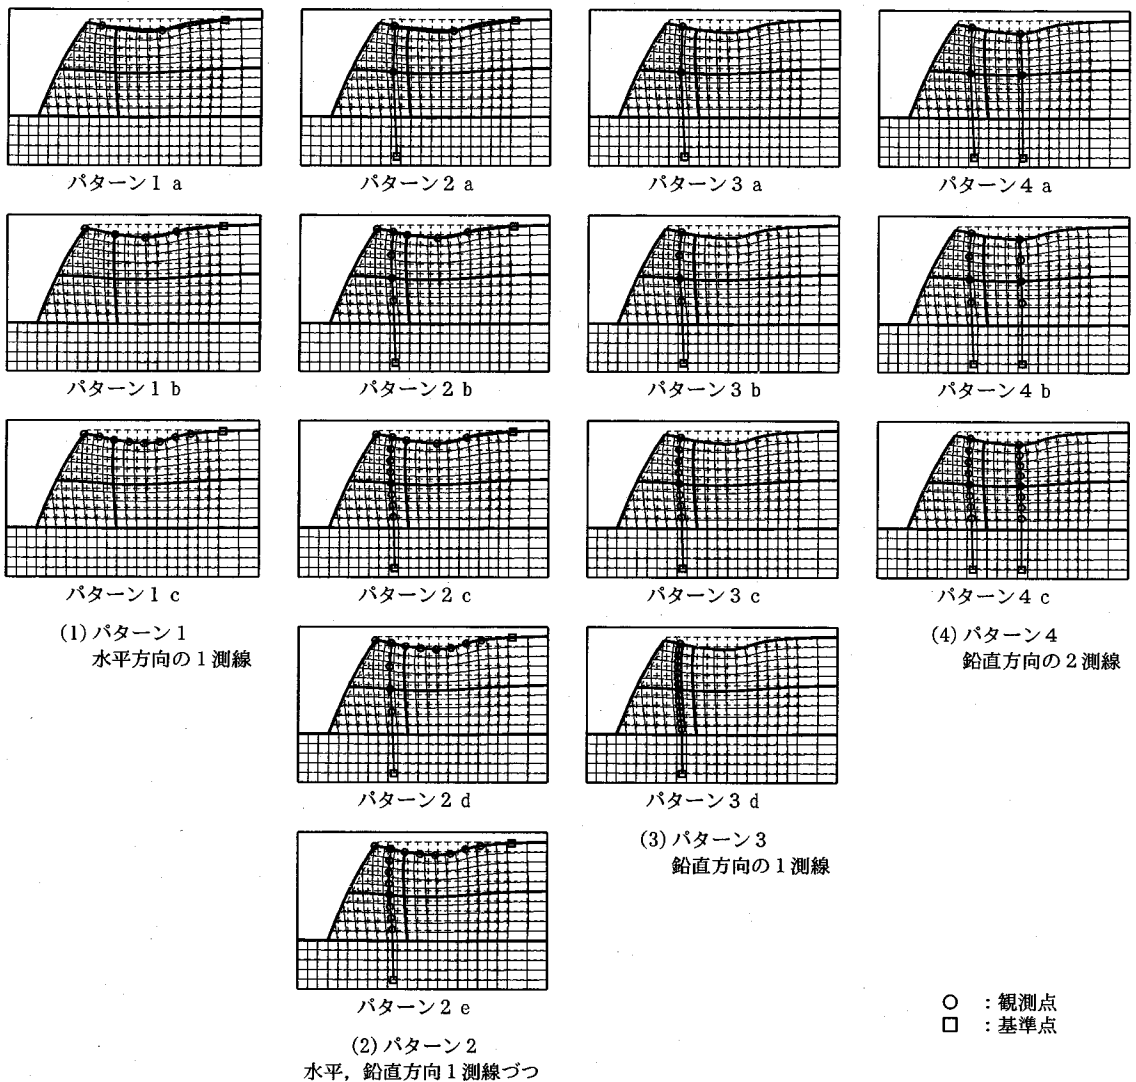 パターン1 a
パターン2 a
パターン3 a
パターン4 a
パターン1 b
パターン2 b
パターン3 b
パターン4 b
パターン1 c
パターン2 c
パターン3 c
パターン4 c
(1) パターン1
水平方向の1測線
(4) パターン4
鉛直方向の2測線
パターン2 d
パターン3 d
(3) パターン3
鉛直方向の1測線
パターン2 e
(2) パターン2
水平，鉛直方向1測線づつ
○ ：観測点
□ ：基準点